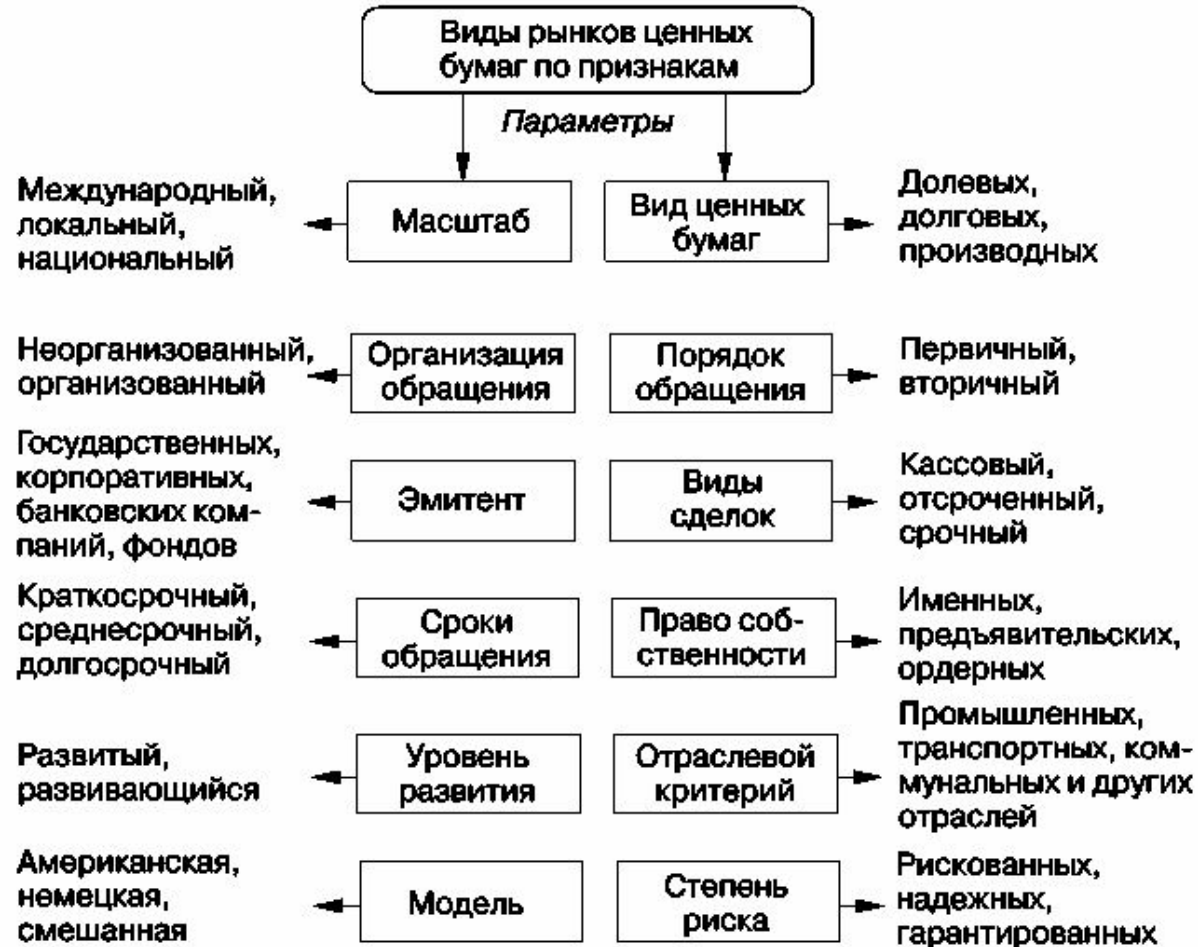 Виды рынков ценных
бумаг по признакам
Параметры
Международный,
локальный,
национальный
Масштаб
Вид ценных
бумаг
Долевых,
долговых,
производных
Неорганизованный,
организованный
Организация
обращения
Порядок
обращения
Первичный,
вторичный
Государственных,
корпоративных,
банковских ком-
паний, фондов
Эмитент
Виды
сделок
Кассовый,
отсроченный,
срочный
Краткосрочный,
среднесрочный,
долгосрочный
Сроки
обращения
Право соб-
ственности
Именных,
предъявительских,
ордерных
Развитый,
развивающийся
Уровень
развития
Отраслевой
критерий
Промышленных,
транспортных, ком-
мунальных и других
отраслей
Американская,
немецкая,
смешанная
Модель
Степень
риска
Рискованных,
надежных,
гарантированных